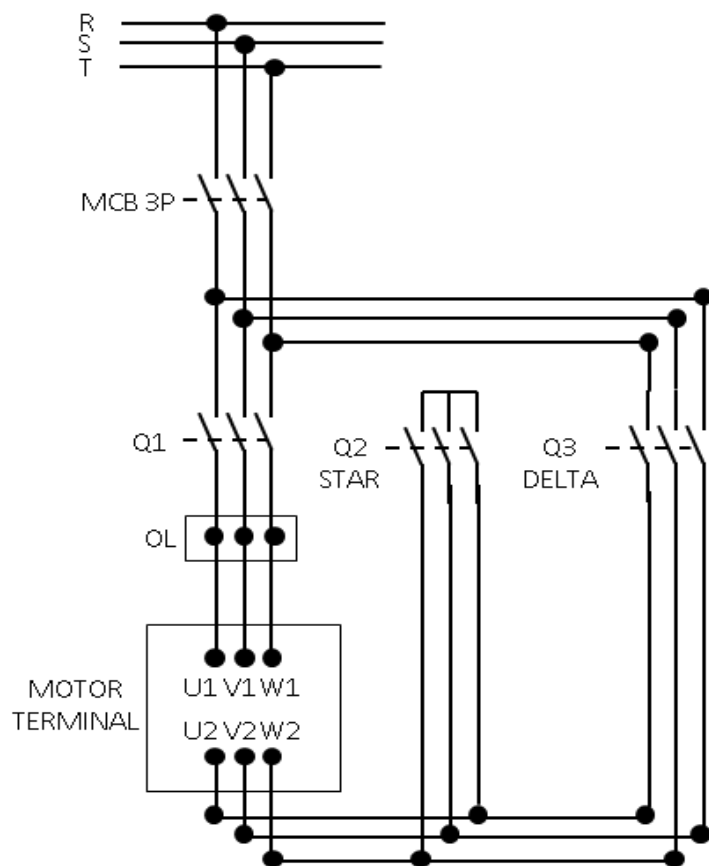 R
S
T
MCB 3P
Q1
Q2
STAR
Q3
DELTA
OL
MOTOR
TERMINAL
U1 V1 W1
U2 V2 W2